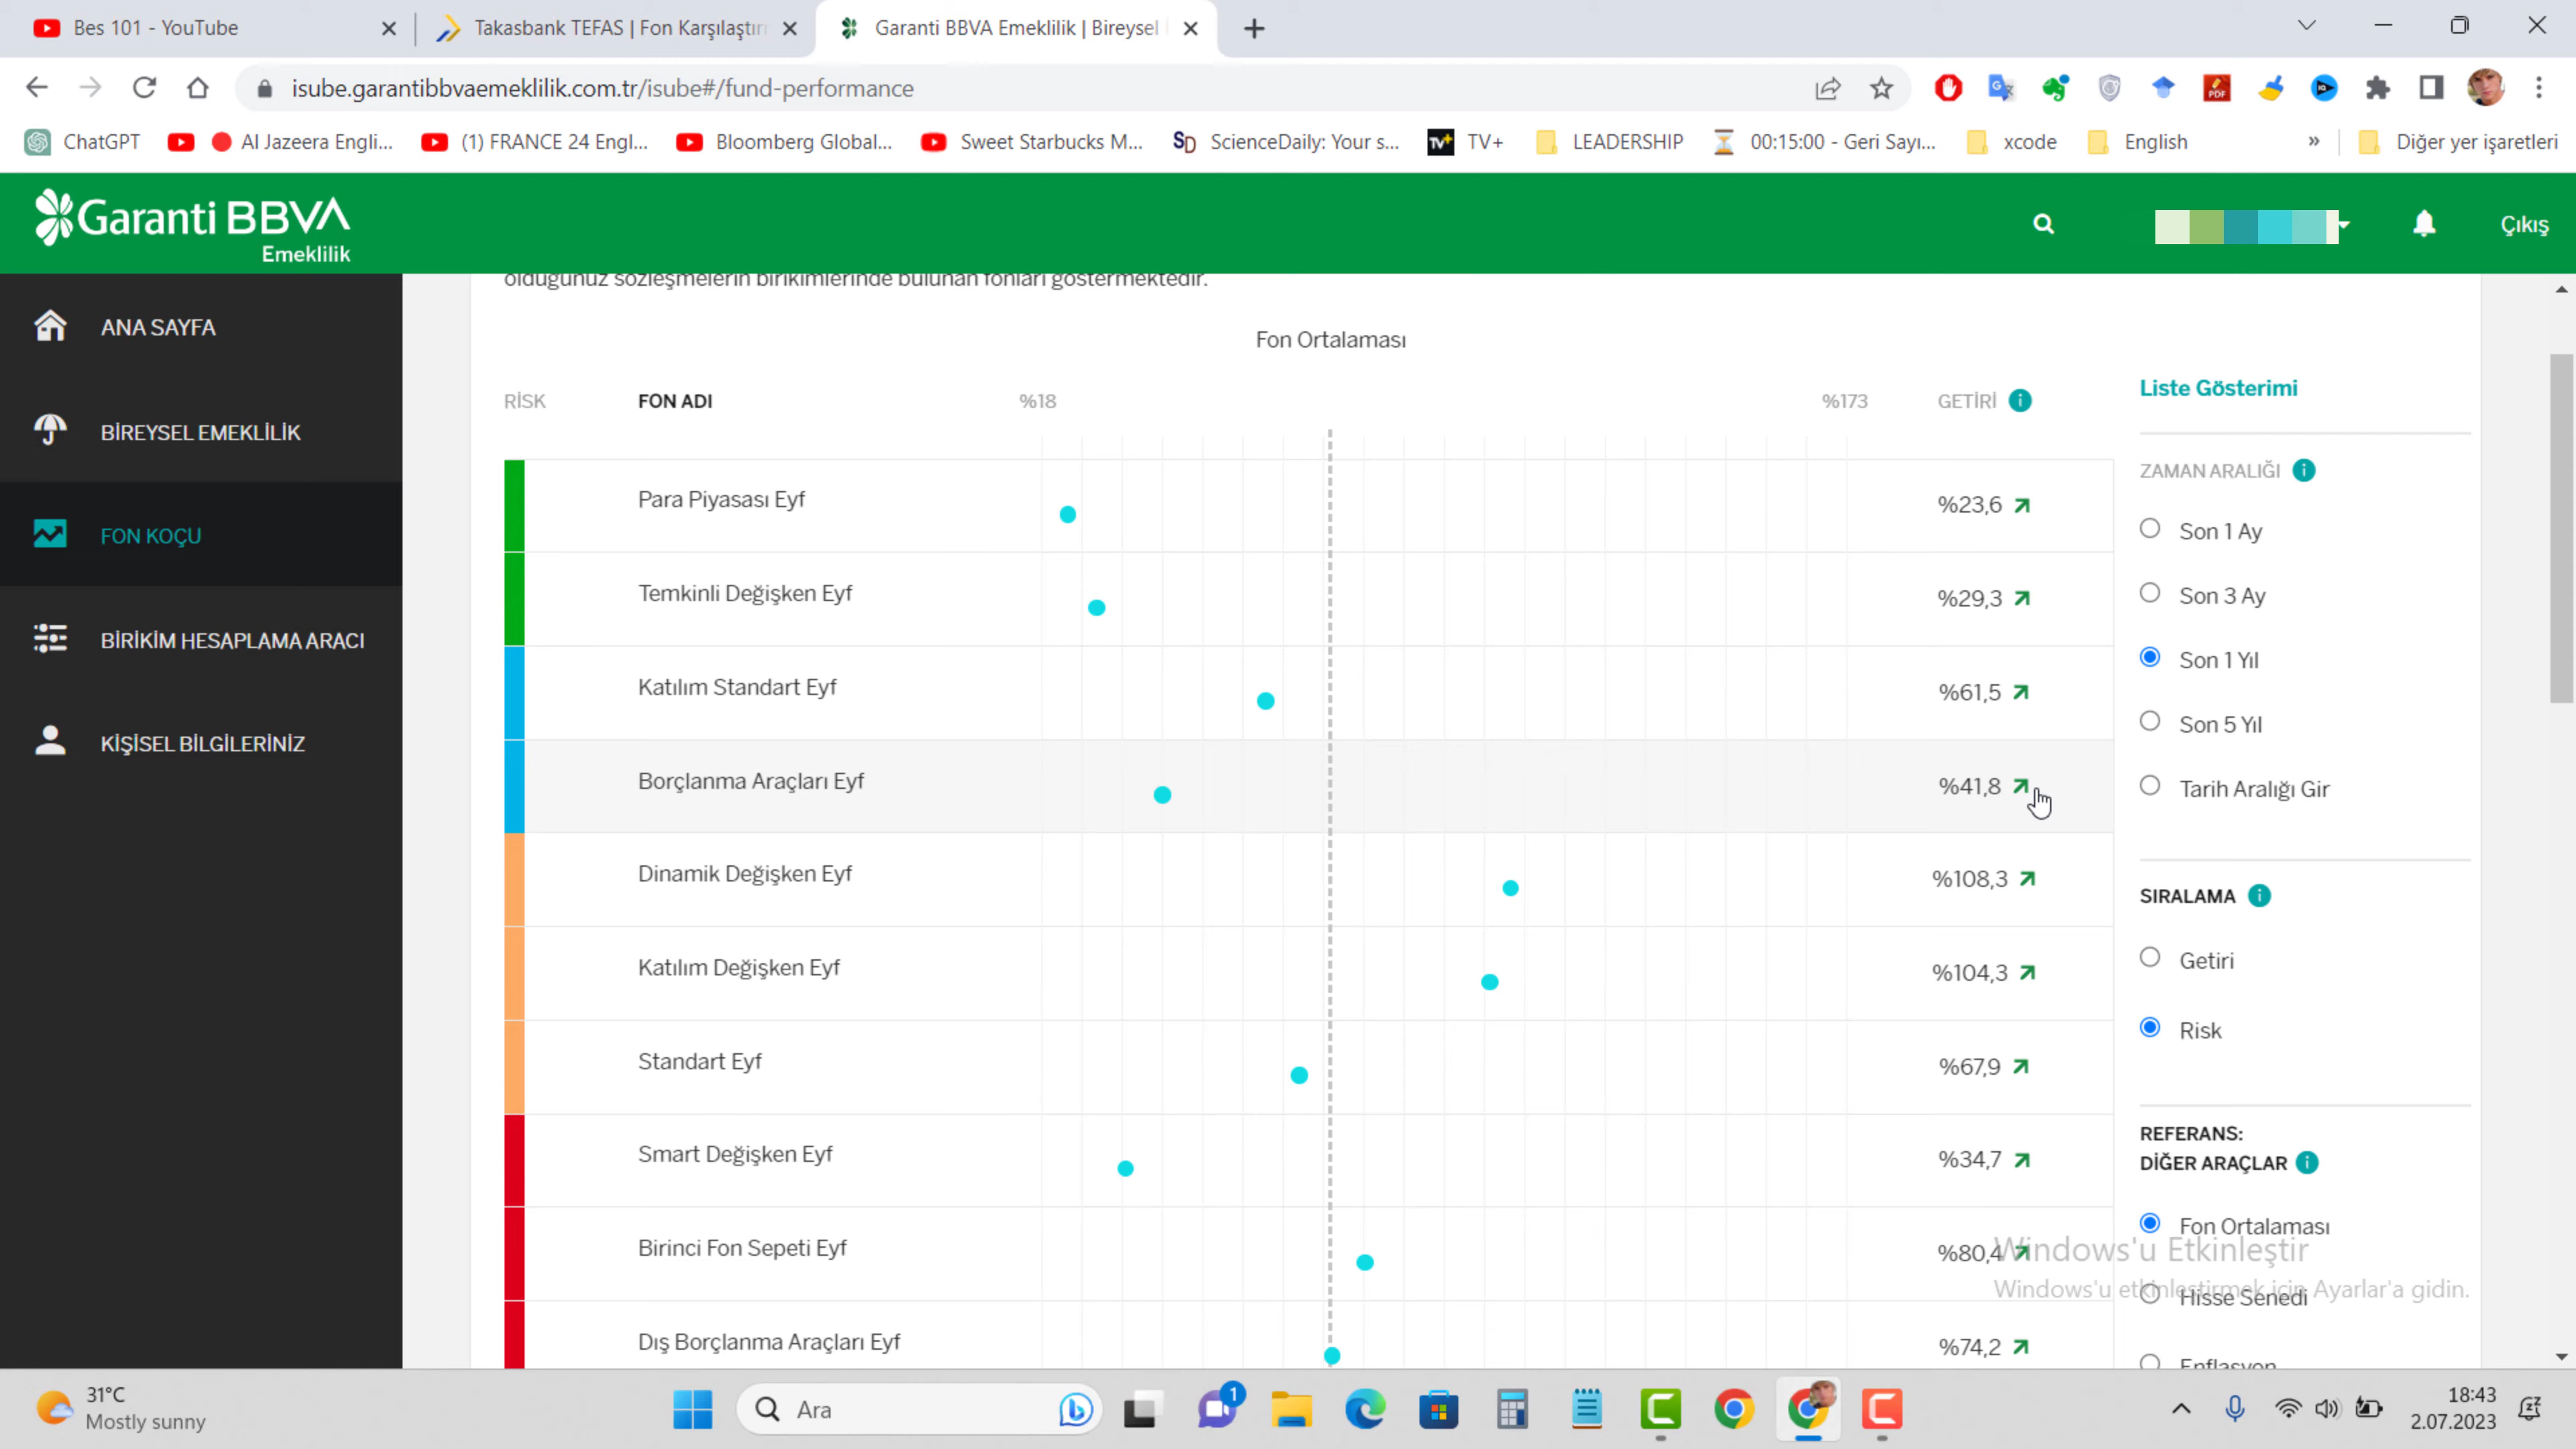 Bes 101 - YouTube
Takasbank TEFAS | Fon Karşılaştır
Garanti BBVA Emeklilik | Bireysel
isube.garantibbvaemeklilik.com.tr/isube#/fund-performance
ChatGPT
Al Jazeera Engli...
(1) FRANCE 24 Engl...
Bloomberg Global...
Sweet Starbucks M...
ScienceDaily: Your s...
TV+
LEADERSHIP
00:15:00 - Geri Sayı...
xcode
English
»
Diğer yer işaretleri
Garanti BBVA
Emeklilik
Çıkış
ANA SAYFA
BİREYSEL EMEKLİLİK
FON KOÇU
BİRİKİM HESAPLAMA ARACI
KİŞİSEL BİLGİLERİNİZ
olduğunuz sözleşmelerin birikimlerinde bulunan fonları göstermektedir.
Fon Ortalaması
RİSK FON ADI %18 %173 GETİRİ
Para Piyasası Eyf %23,6
Temkinli Değişken Eyf %29,3
Katılım Standart Eyf %61,5
Borçlanma Araçları Eyf %41,8
Dinamik Değişken Eyf %108,3
Katılım Değişken Eyf %104,3
Standart Eyf %67,9
Smart Değişken Eyf %34,7
Birinci Fon Sepeti Eyf %80,4
Dış Borçlanma Araçları Eyf %74,2
Liste Gösterimi
ZAMAN ARALIĞI
Son 1 Ay
Son 3 Ay
Son 1 Yıl
Son 5 Yıl
Tarih Aralığı Gir
SIRALAMA
Getiri
Risk
REFERANS:
DİĞER ARAÇLAR
Fon Ortalaması
Hisse Senedi
Enflasyon
Windows'u Etkinleştir
Windows'u etkinleştirmek için Ayarlar'a gidin.
31°C
Mostly sunny
Ara
1
18:43
2.07.2023